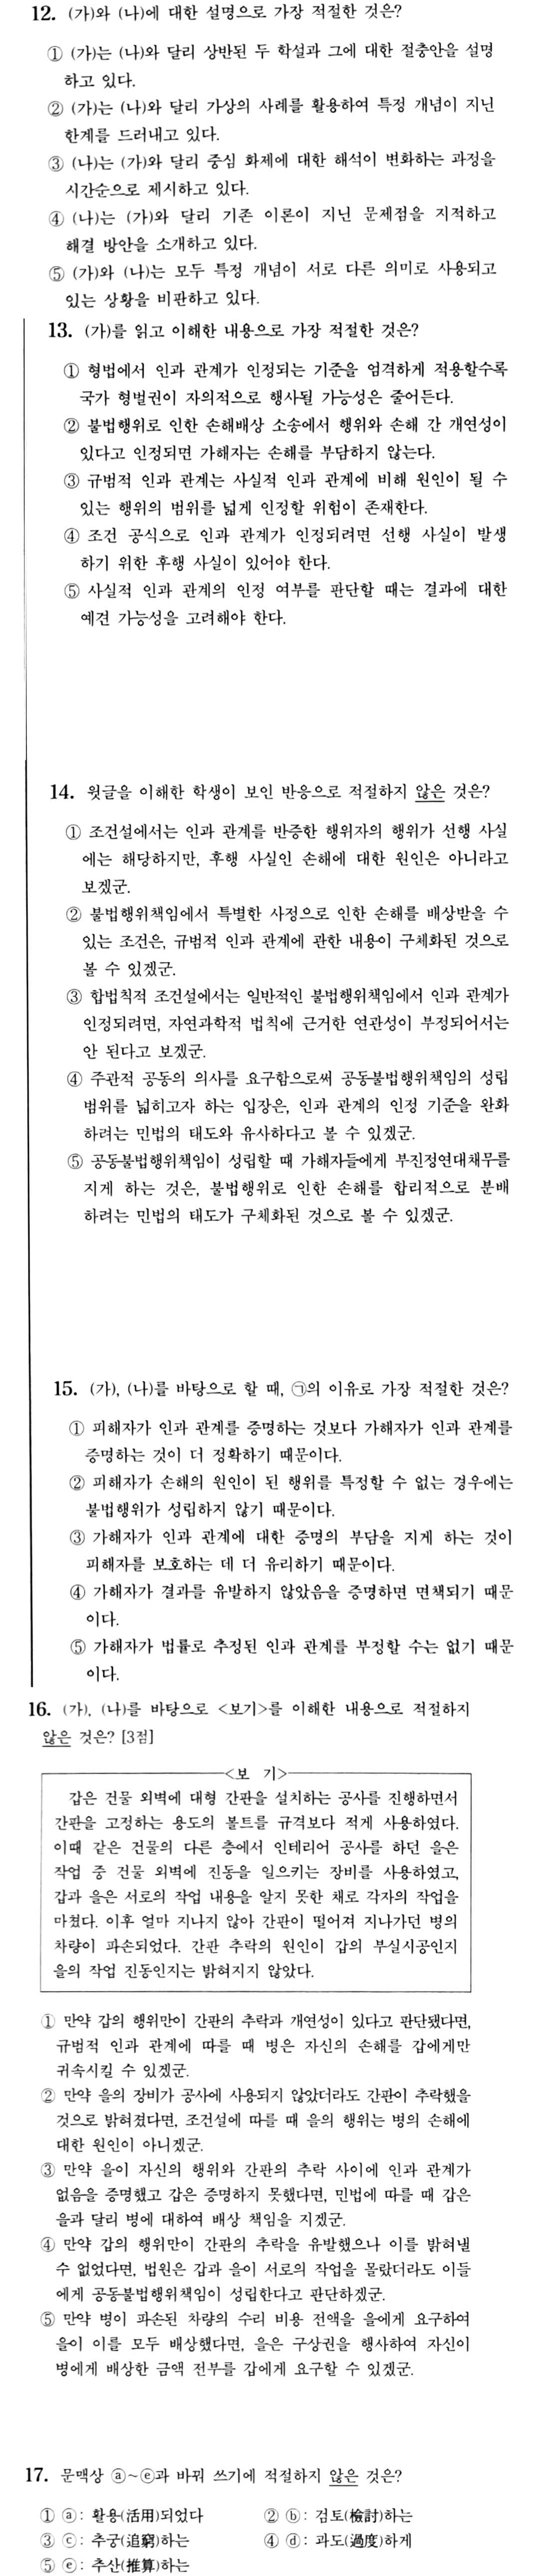 12. (가)와 (나)에 대한 설명으로 가장 적절한 것은?
① (가)는 (나)와 달리 상반된 두 학설과 그에 대한 절충안을 설명
하고 있다.
② (가)는 (나)와 달리 가상의 사례를 활용하여 특정 개념이 지닌
한계를 드러내고 있다.
③ (나)는 (가)와 달리 중심 화제에 대한 해석이 변화하는 과정을
시간순으로 제시하고 있다.
④ (나)는 (가)와 달리 기존 이론이 지닌 문제점을 지적하고
해결 방안을 소개하고 있다.
⑤ (가)와 (나)는 모두 특정 개념이 서로 다른 의미로 사용되고
있는 상황을 비판하고 있다.
13. (가)를 읽고 이해한 내용으로 가장 적절한 것은?
① 형법에서 인과 관계가 인정되는 기준을 엄격하게 적용할수록
국가 형벌권이 자의적으로 행사될 가능성은 줄어든다.
② 불법행위로 인한 손해배상 소송에서 행위와 손해 간 개연성이
있다고 인정되면 가해자는 손해를 부담하지 않는다.
③ 규범적 인과 관계는 사실적 인과 관계에 비해 원인이 될 수
있는 행위의 범위를 넓게 인정할 위험이 존재한다.
④ 조건 공식으로 인과 관계가 인정되려면 선행 사실이 발생
하기 위한 후행 사실이 있어야 한다.
⑤ 사실적 인과 관계의 인정 여부를 판단할 때는 결과에 대한
예견 가능성을 고려해야 한다.
14. 윗글을 이해한 학생이 보인 반응으로 적절하지 않은 것은?
① 조건설에서는 인과 관계를 반증한 행위자의 행위가 선행 사실
에는 해당하지만, 후행 사실인 손해에 대한 원인은 아니라고
보겠군.
② 불법행위책임에서 특별한 사정으로 인한 손해를 배상받을 수
있는 조건은, 규범적 인과 관계에 관한 내용이 구체화된 것으로
볼 수 있겠군.
③ 합법칙적 조건설에서는 일반적인 불법행위책임에서 인과 관계가
인정되려면, 자연과학적 법칙에 근거한 연관성이 부정되어서는
안 된다고 보겠군.
④ 주관적 공동의 의사를 요구함으로써 공동불법행위책임의 성립
범위를 넓히고자 하는 입장은, 인과 관계의 인정 기준을 완화
하려는 민법의 태도와 유사하다고 볼 수 있겠군.
⑤ 공동불법행위책임이 성립할 때 가해자들에게 부진정연대채무를
지게 하는 것은, 불법행위로 인한 손해를 합리적으로 분배
하려는 민법의 태도가 구체화된 것으로 볼 수 있겠군.
15. (가), (나)를 바탕으로 할 때, ㉠의 이유로 가장 적절한 것은?
① 피해자가 인과 관계를 증명하는 것보다 가해자가 인과 관계를
증명하는 것이 더 정확하기 때문이다.
② 피해자가 손해의 원인이 된 행위를 특정할 수 없는 경우에는
불법행위가 성립하지 않기 때문이다.
③ 가해자가 인과 관계에 대한 증명의 부담을 지게 하는 것이
피해자를 보호하는 데 더 유리하기 때문이다.
④ 가해자가 결과를 유발하지 않았음을 증명하면 면책되기 때문
이다.
⑤ 가해자가 법률로 추정된 인과 관계를 부정할 수는 없기 때문
이다.
16. (가), (나)를 바탕으로 <보기>를 이해한 내용으로 적절하지
않은 것은? [3점]
<보 기>
갑은 건물 외벽에 대형 간판을 설치하는 공사를 진행하면서
간판을 고정하는 용도의 볼트를 규격보다 적게 사용하였다.
이때 같은 건물의 다른 층에서 인테리어 공사를 하던 을은
작업 중 건물 외벽에 진동을 일으키는 장비를 사용하였고,
갑과 을은 서로의 작업 내용을 알지 못한 채로 각자의 작업을
마쳤다. 이후 얼마 지나지 않아 간판이 떨어져 지나가던 병의
차량이 파손되었다. 간판 추락의 원인이 갑의 부실시공인지
을의 작업 진동인지는 밝혀지지 않았다.
① 만약 갑의 행위만이 간판의 추락과 개연성이 있다고 판단됐다면,
규범적 인과 관계에 따를 때 병은 자신의 손해를 갑에게만
귀속시킬 수 있겠군.
② 만약 을의 장비가 공사에 사용되지 않았더라도 간판이 추락했을
것으로 밝혀졌다면, 조건설에 따를 때 을의 행위는 병의 손해에
대한 원인이 아니겠군.
③ 만약 을이 자신의 행위와 간판의 추락 사이에 인과 관계가
없음을 증명했고 갑은 증명하지 못했다면, 민법에 따를 때 갑은
을과 달리 병에 대하여 배상 책임을 지겠군.
④ 만약 갑의 행위만이 간판의 추락을 유발했으나 이를 밝혀낼
수 없었다면, 법원은 갑과 을이 서로의 작업을 몰랐더라도 이들
에게 공동불법행위책임이 성립한다고 판단하겠군.
⑤ 만약 병이 파손된 차량의 수리 비용 전액을 을에게 요구하여
을이 이를 모두 배상했다면, 을은 구상권을 행사하여 자신이
병에게 배상한 금액 전부를 갑에게 요구할 수 있겠군.
17. 문맥상 ⓐ~ⓔ과 바꿔 쓰기에 적절하지 않은 것은?
① ⓐ: 활용(活用)되었다 ② ⓑ: 검토(檢討)하는
③ ⓒ: 추궁(追窮)하는 ④ ⓓ: 과도(過度)하게
⑤ ⓔ: 추산(推算)하는